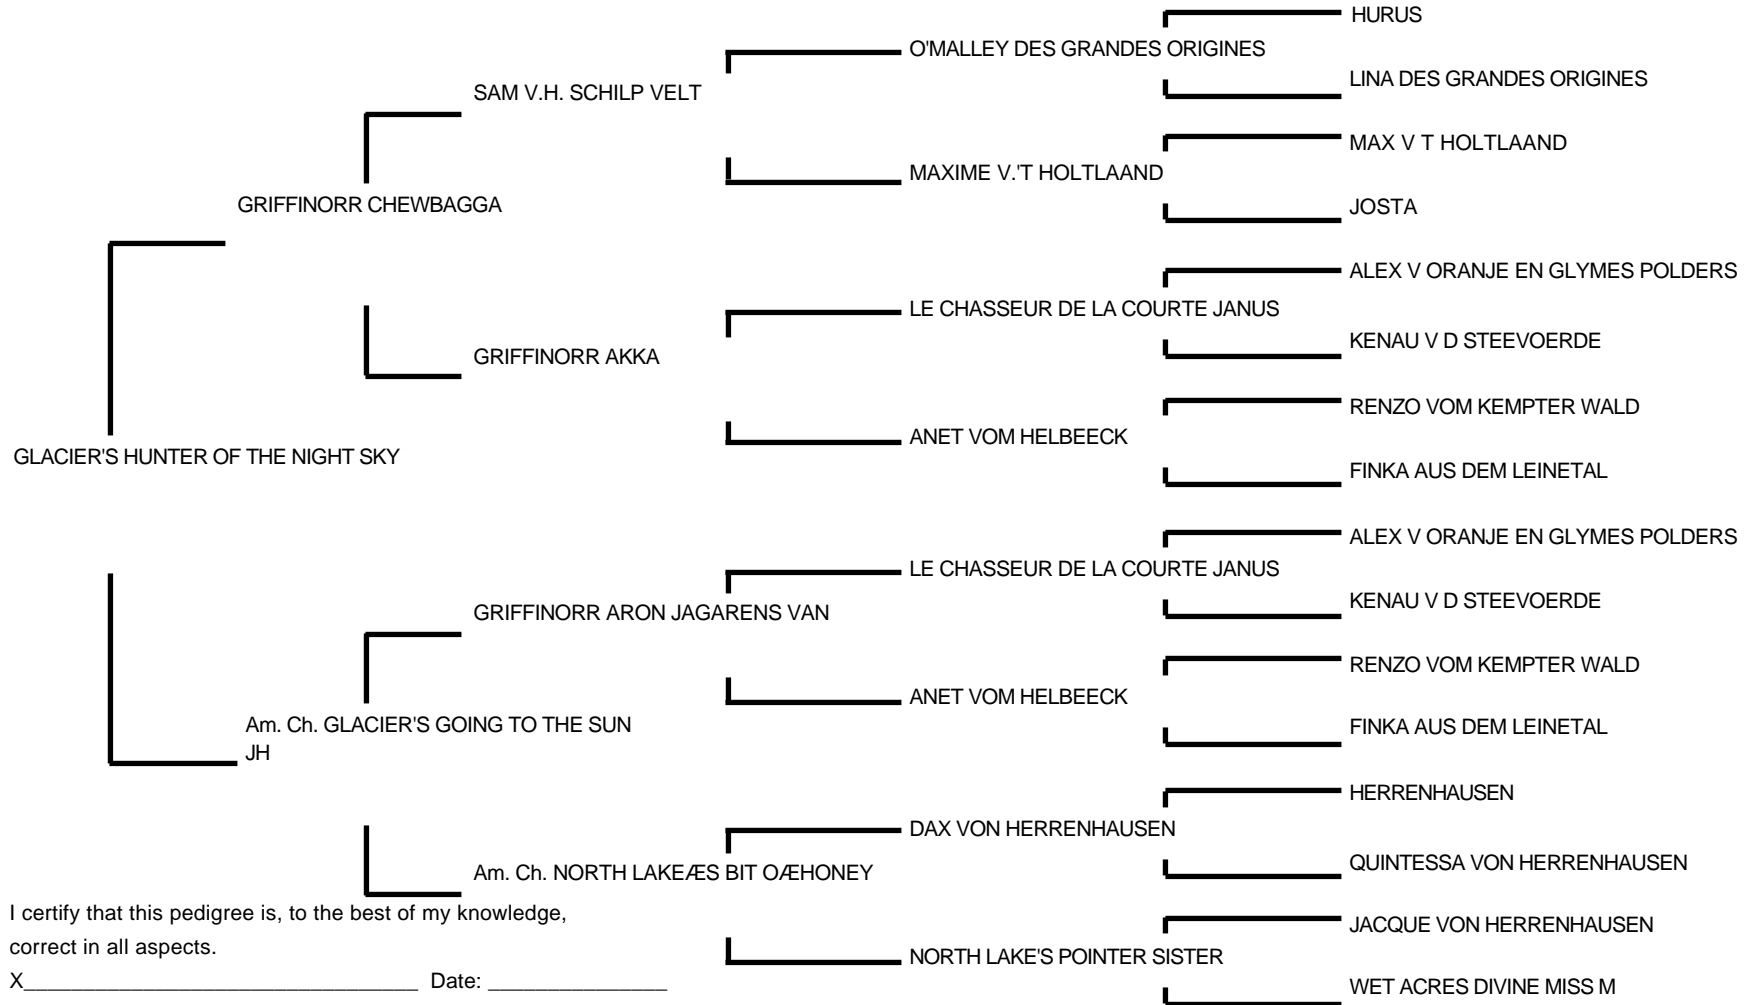 HURUS
O'MALLEY DES GRANDES ORIGINES
LINA DES GRANDES ORIGINES
SAM V.H. SCHILP VELT
MAX V T HOLTLAAND
MAXIME V.'T HOLTLAAND
JOSTA
GRIFFINORR CHEWBAGGA
ALEX V ORANJE EN GLYMES POLDERS
LE CHASSEUR DE LA COURTE JANUS
KENAU V D STEEVOERDE
GRIFFINORR AKKA
RENZO VOM KEMPTER WALD
ANET VOM HELBEECK
FINKA AUS DEM LEINETAL
GLACIER'S HUNTER OF THE NIGHT SKY
ALEX V ORANJE EN GLYMES POLDERS
LE CHASSEUR DE LA COURTE JANUS
KENAU V D STEEVOERDE
GRIFFINORR ARON JAGARENS VAN
RENZO VOM KEMPTER WALD
ANET VOM HELBEECK
FINKA AUS DEM LEINETAL
Am. Ch. GLACIER'S GOING TO THE SUN
JH
HERRENHAUSEN
DAX VON HERRENHAUSEN
QUINTESSA VON HERRENHAUSEN
Am. Ch. NORTH LAKEÆS BIT OÆHONEY
JACQUE VON HERRENHAUSEN
NORTH LAKE'S POINTER SISTER
WET ACRES DIVINE MISS M
I certify that this pedigree is, to the best of my knowledge,
correct in all aspects.
X_________________________________ Date: _______________